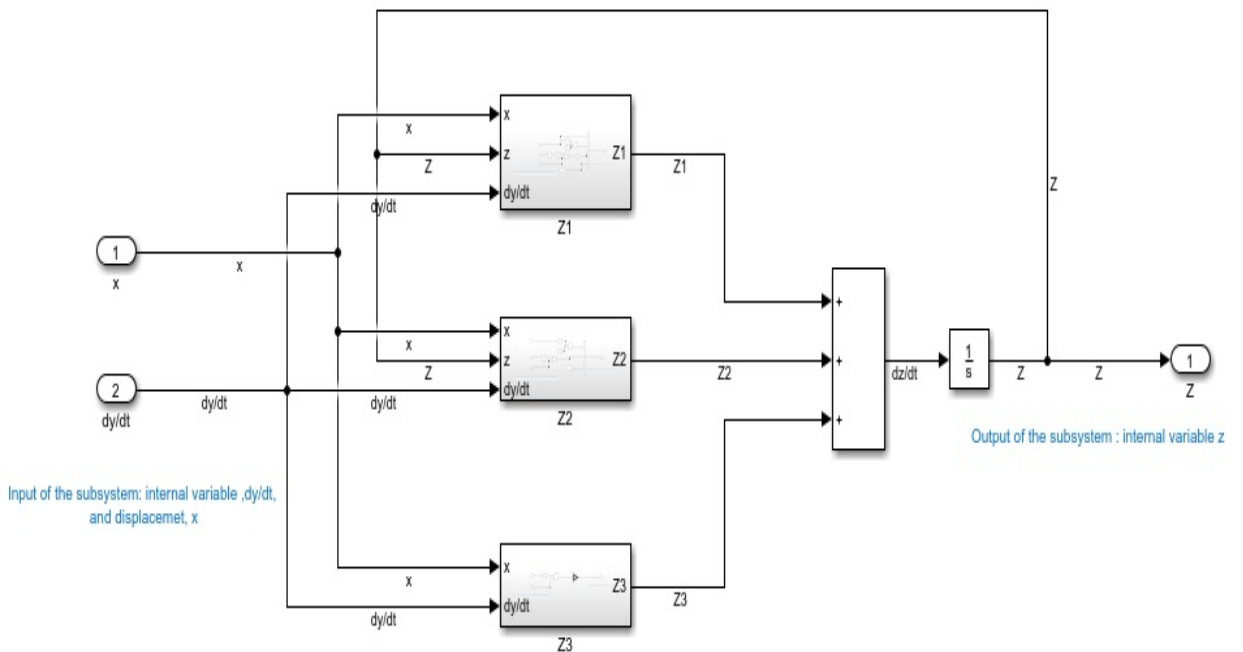 Z
x
x
z
Z1
Z1
Z
dy/dt
dy/dt
Z1
1
x
x
+
x
x
z
Z2
Z2
+
dz/dt
1
s
Z
Z
1
Z
Z
2
dy/dt
dy/dt
dy/dt
dy/dt
Z2
+
Output of the subsystem : internal variable z
Input of the subsystem: internal variable ,dy/dt,
and displacemet, x
x
x
Z3
Z3
dy/dt
dy/dt
Z3